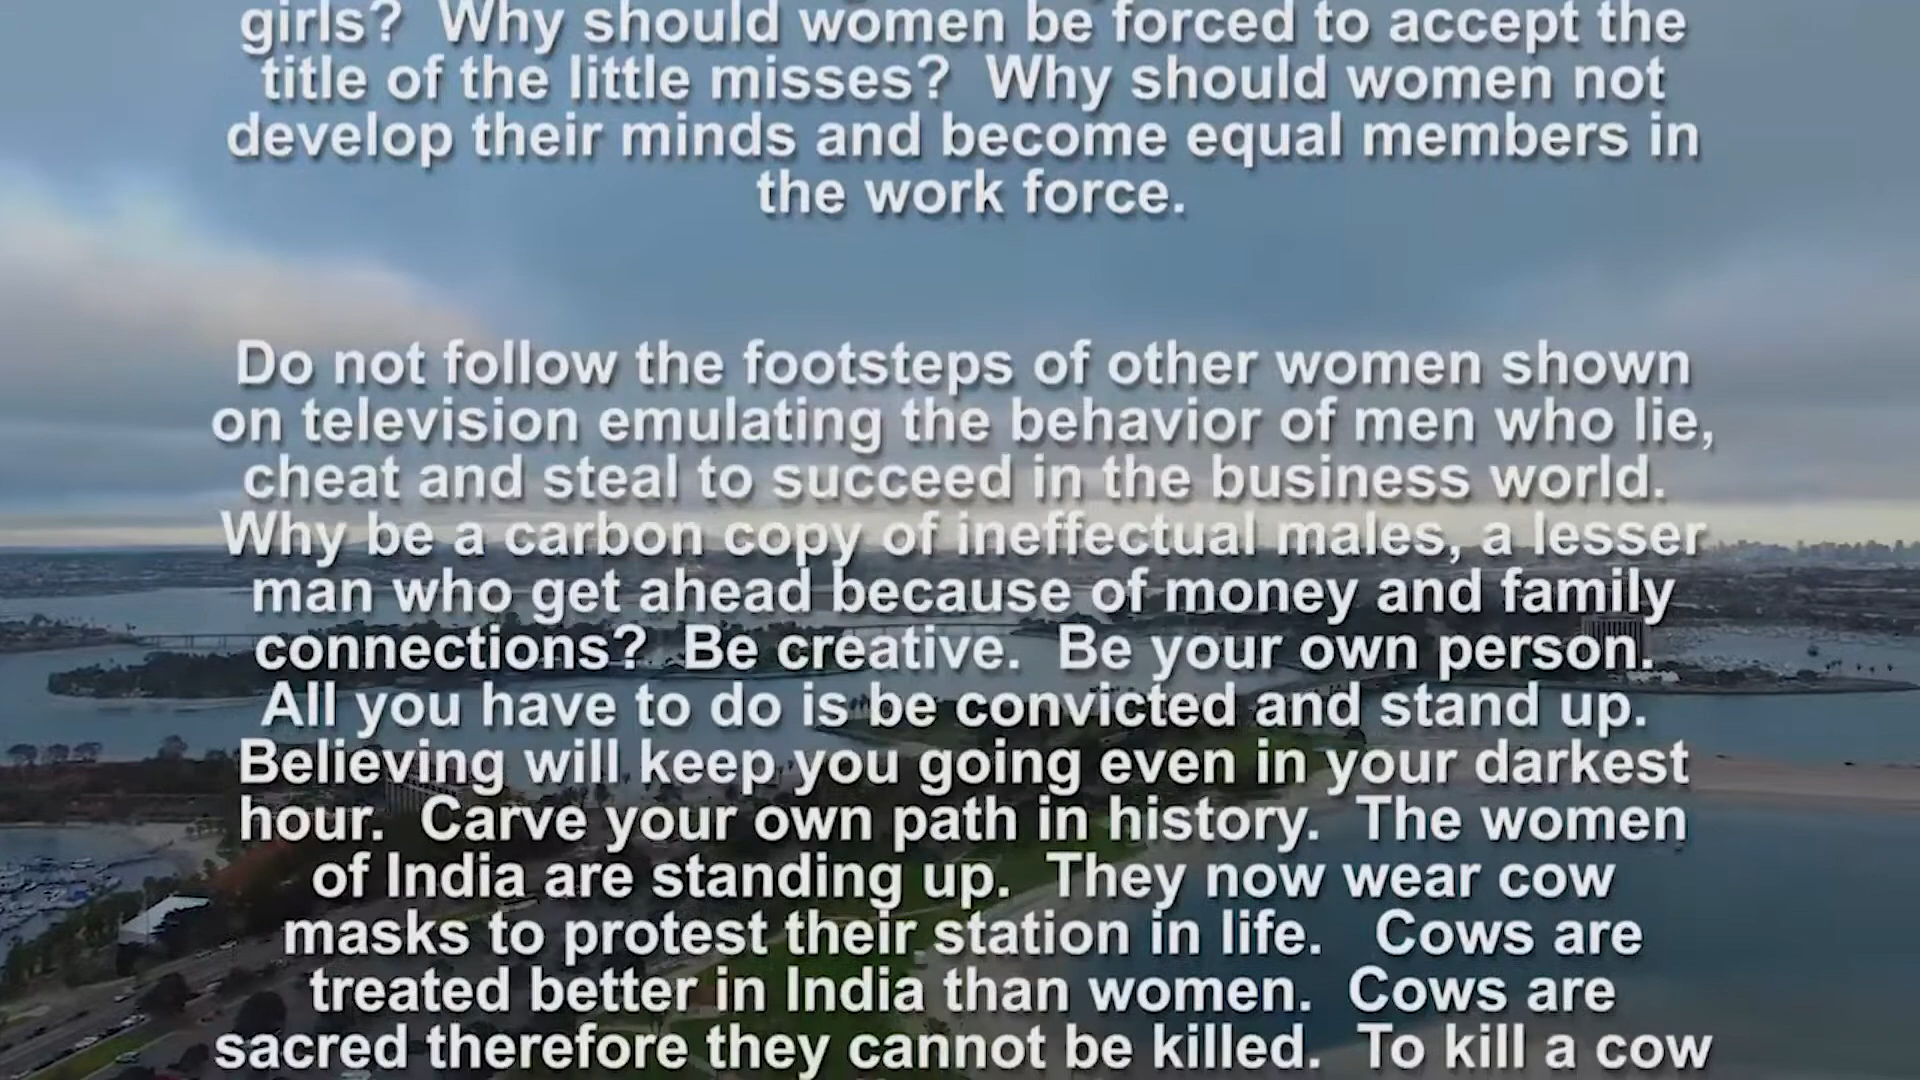 girls? Why should women be forced to accept the
title of the little misses? Why should women not
develop their minds and become equal members in
the work force.
Do not follow the footsteps of other women shown
on television emulating the behavior of men who lie,
cheat and steal to succeed in the business world.
Why be a carbon copy of ineffectual males, a lesser
man who get ahead because of money and family
connections? Be creative. Be your own person.
All you have to do is be convicted and stand up.
Believing will keep you going even in your darkest
hour. Carve your own path in history. The women
of India are standing up. They now wear cow
masks to protest their station in life. Cows are
treated better in India than women. Cows are
sacred therefore they cannot be killed. To kill a cow